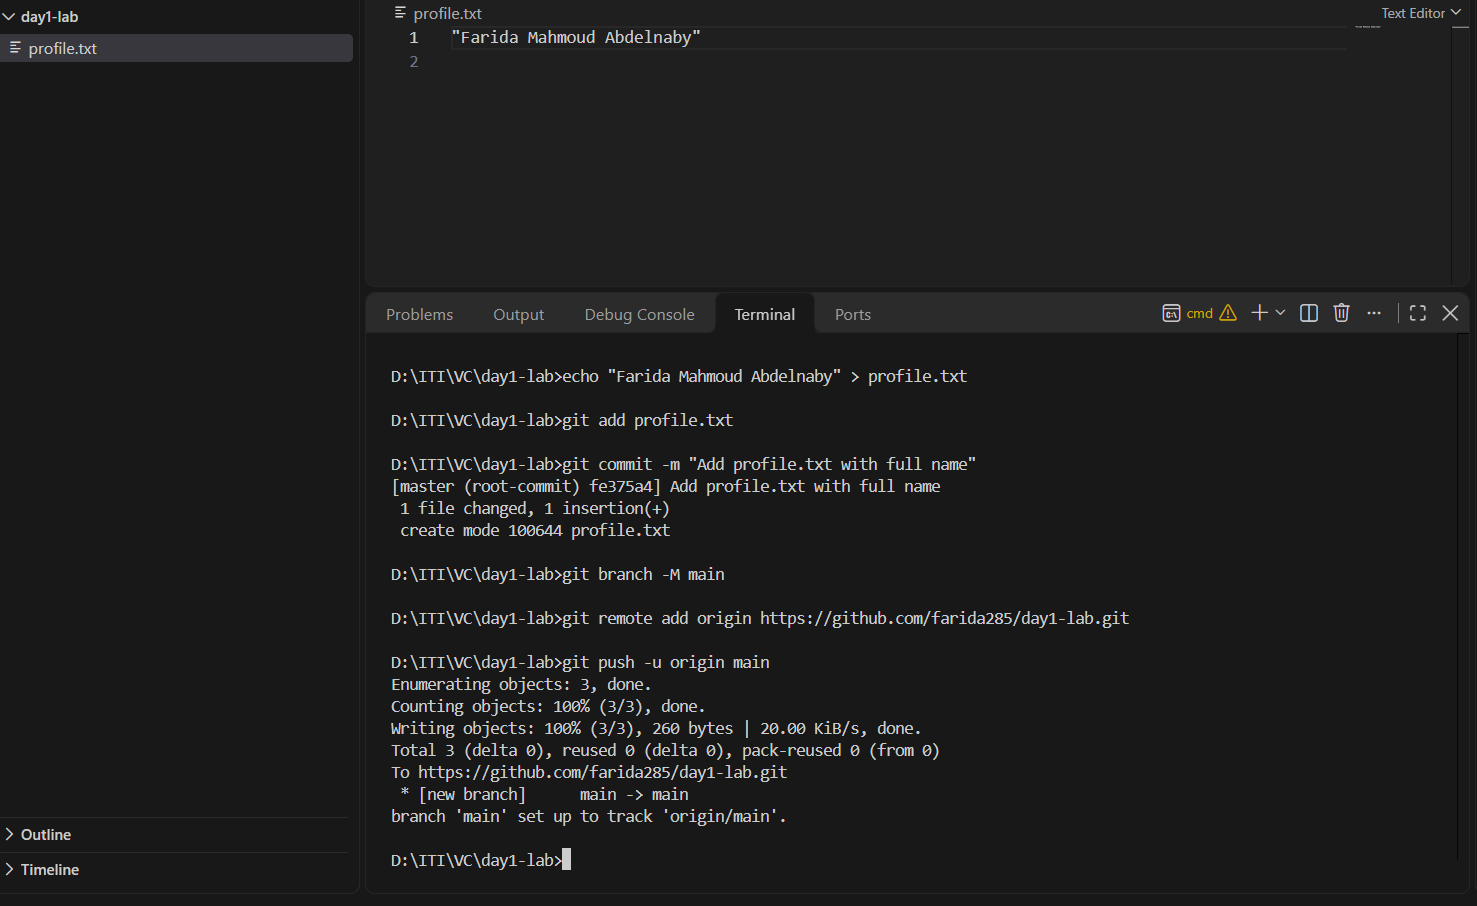 day1-lab
profile.txt
Outline
Timeline
profile.txt
Text Editor
1 "Farida Mahmoud Abdelnaby"
2
Problems Output Debug Console Terminal Ports cmd
D:\ITI\VC\day1-lab>echo "Farida Mahmoud Abdelnaby" > profile.txt
D:\ITI\VC\day1-lab>git add profile.txt
D:\ITI\VC\day1-lab>git commit -m "Add profile.txt with full name"
[master (root-commit) fe375a4] Add profile.txt with full name
1 file changed, 1 insertion(+)
create mode 100644 profile.txt
D:\ITI\VC\day1-lab>git branch -M main
D:\ITI\VC\day1-lab>git remote add origin https://github.com/farida285/day1-lab.git
D:\ITI\VC\day1-lab>git push -u origin main
Enumerating objects: 3, done.
Counting objects: 100% (3/3), done.
Writing objects: 100% (3/3), 260 bytes | 20.00 KiB/s, done.
Total 3 (delta 0), reused 0 (delta 0), pack-reused 0 (from 0)
To https://github.com/farida285/day1-lab.git
* [new branch]      main -> main
branch 'main' set up to track 'origin/main'.
D:\ITI\VC\day1-lab>